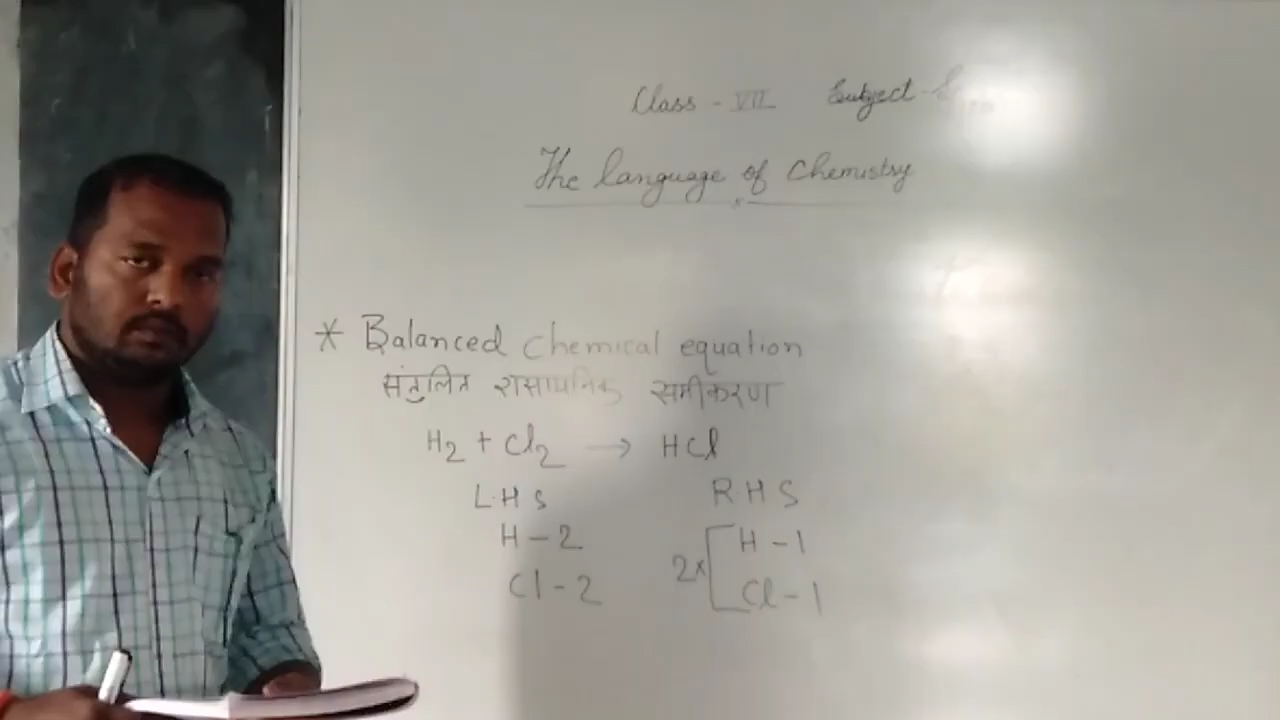 Class - VII Subject -
The language of Chemistry
* Balanced chemical equation
संतुलित रासायनिक समीकरण
H2 + Cl2 → HCl
LHS RHS
H - 2 H - 1
2x
Cl - 2 Cl - 1